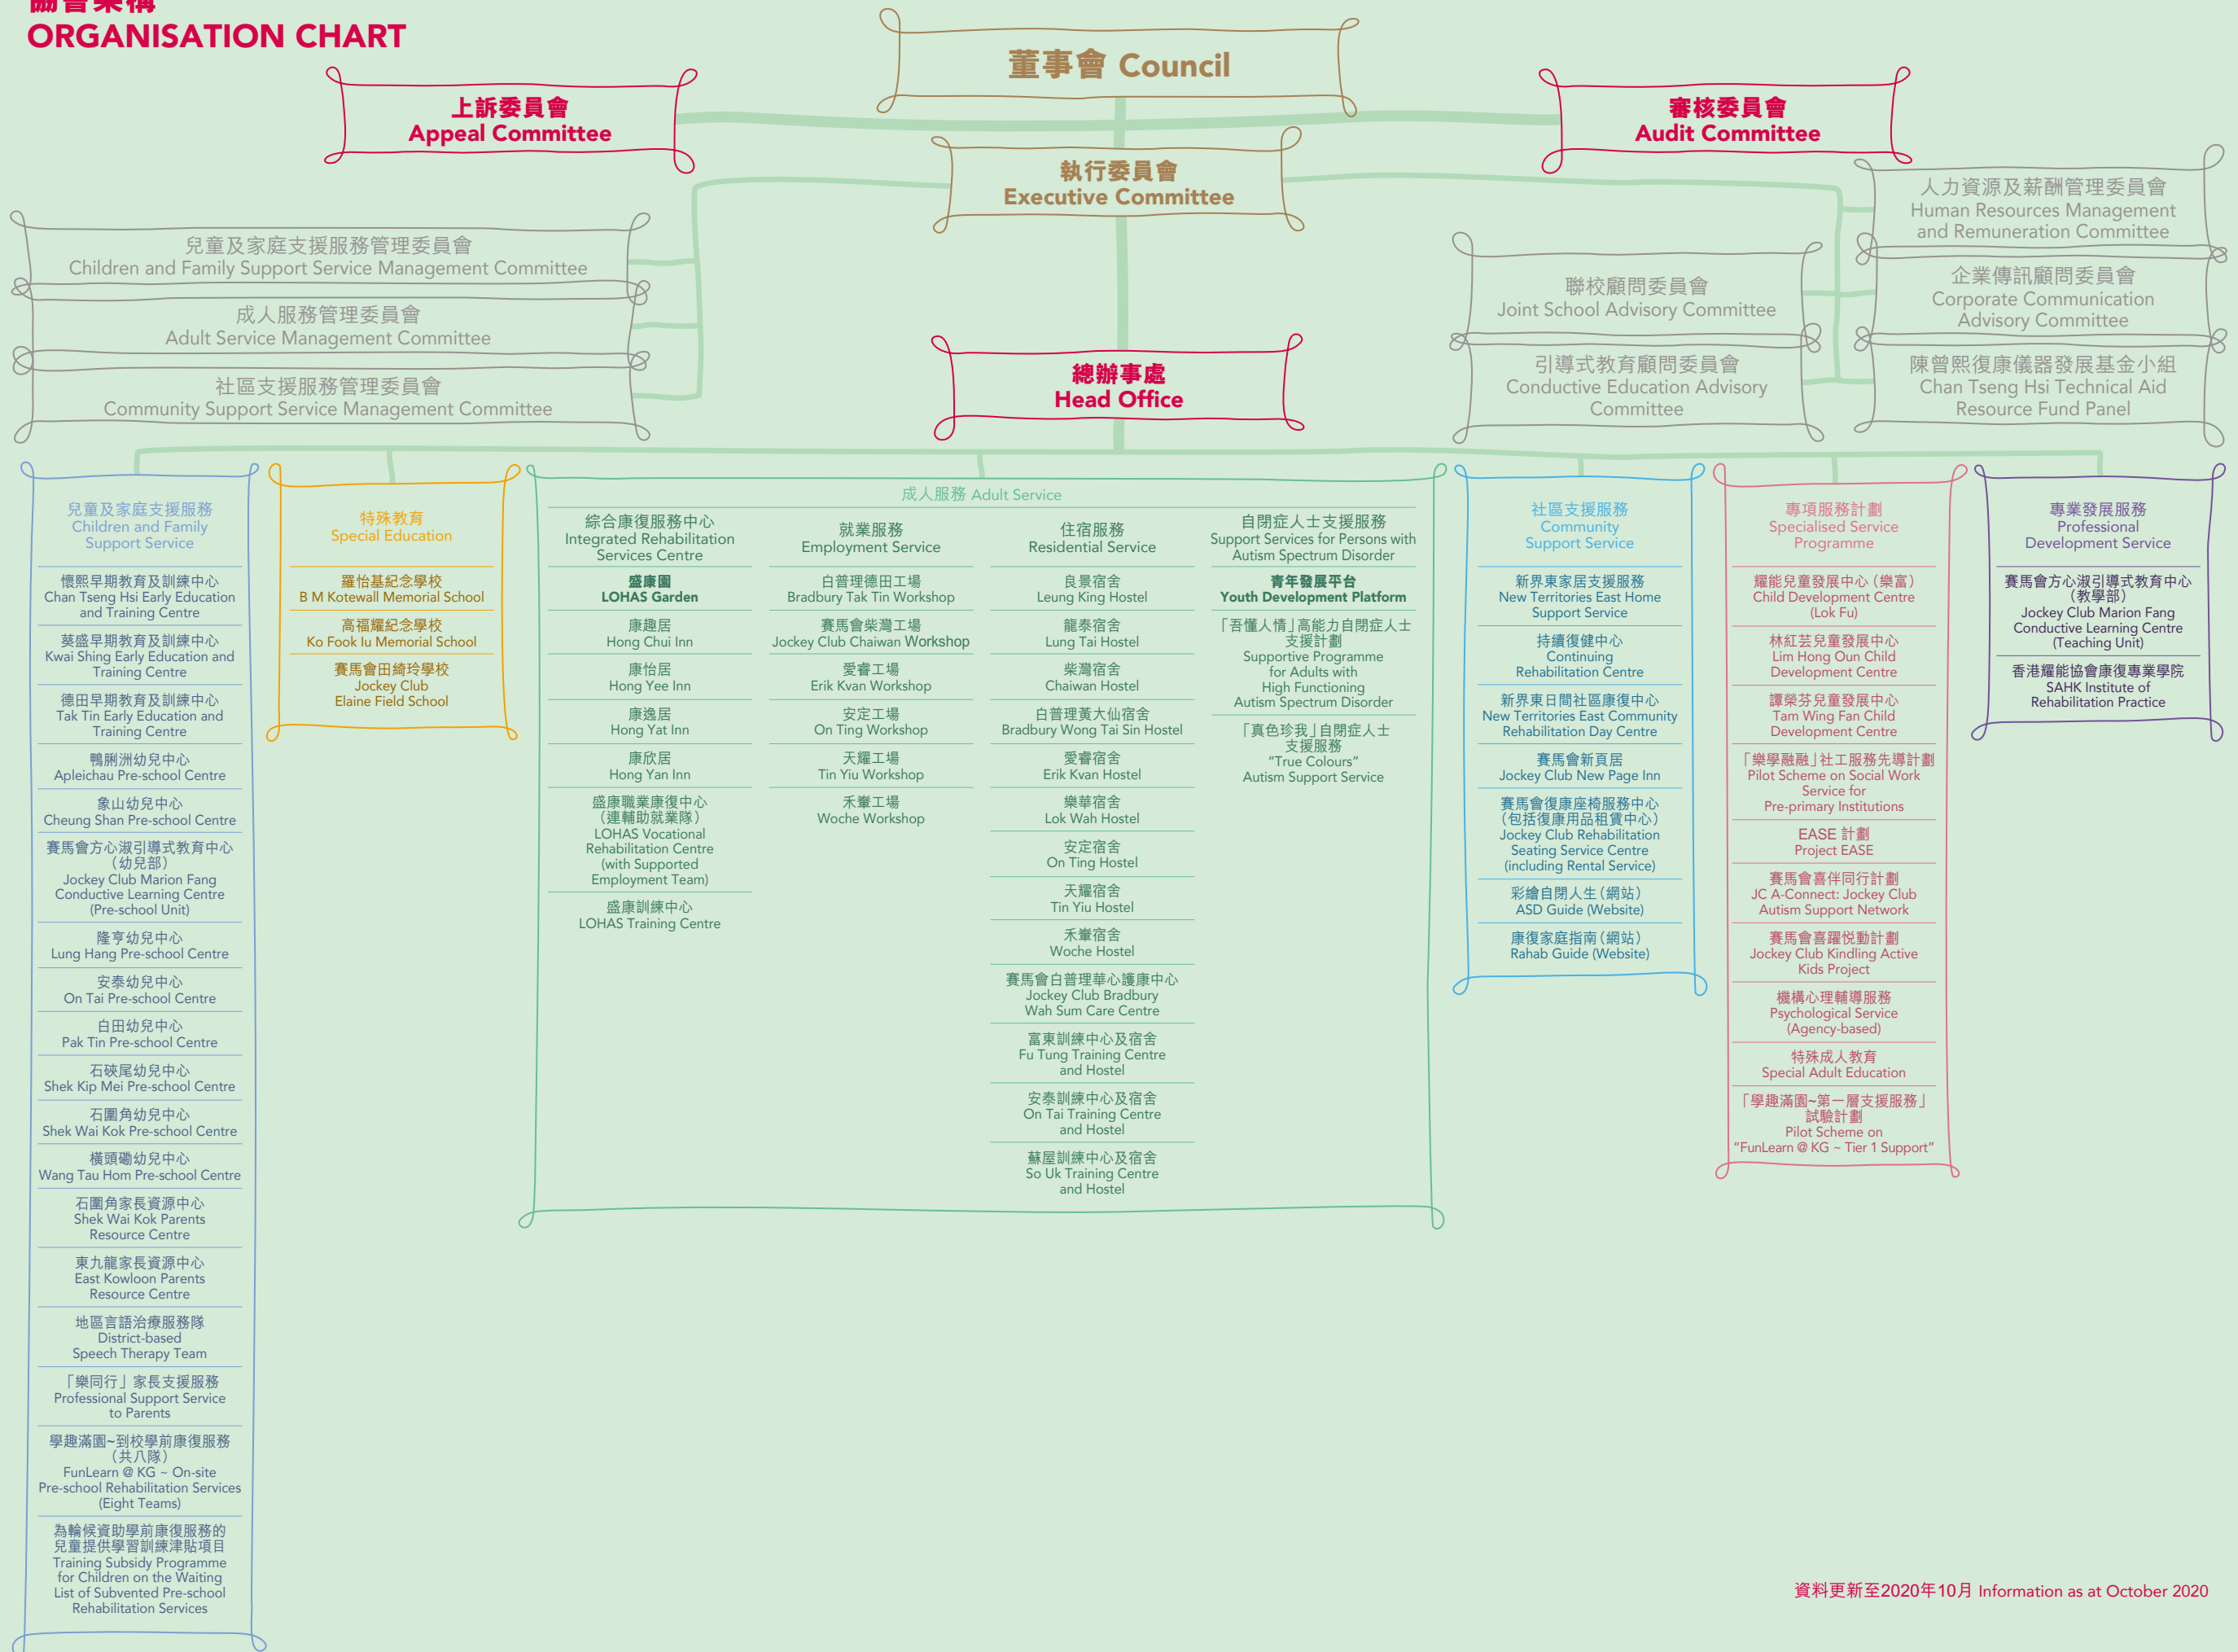 協會架構
ORGANISATION CHART
董事會 Council
上訴委員會
Appeal Committee
審核委員會
Audit Committee
執行委員會
Executive Committee
兒童及家庭支援服務管理委員會
Children and Family Support Service Management Committee
成人服務管理委員會
Adult Service Management Committee
社區支援服務管理委員會
Community Support Service Management Committee
人力資源及薪酬管理委員會
Human Resources Management
and Remuneration Committee
聯校顧問委員會
Joint School Advisory Committee
企業傳訊顧問委員會
Corporate Communication
Advisory Committee
引導式教育顧問委員會
Conductive Education Advisory
Committee
陳曾熙復康儀器發展基金小組
Chan Tseng Hsi Technical Aid
Resource Fund Panel
總辦事處
Head Office
兒童及家庭支援服務
Children and Family
Support Service
懷熙早期教育及訓練中心
Chan Tseng Hsi Early Education
and Training Centre
葵盛早期教育及訓練中心
Kwai Shing Early Education and
Training Centre
德田早期教育及訓練中心
Tak Tin Early Education and
Training Centre
鴨脷洲幼兒中心
Apleichau Pre-school Centre
象山幼兒中心
Cheung Shan Pre-school Centre
賽馬會方心淑引導式教育中心
（幼兒部）
Jockey Club Marion Fang
Conductive Learning Centre
(Pre-school Unit)
隆亨幼兒中心
Lung Hang Pre-school Centre
安泰幼兒中心
On Tai Pre-school Centre
白田幼兒中心
Pak Tin Pre-school Centre
石硤尾幼兒中心
Shek Kip Mei Pre-school Centre
石圍角幼兒中心
Shek Wai Kok Pre-school Centre
橫頭磡幼兒中心
Wang Tau Hom Pre-school Centre
石圍角家長資源中心
Shek Wai Kok Parents
Resource Centre
東九龍家長資源中心
East Kowloon Parents
Resource Centre
地區言語治療服務隊
District-based
Speech Therapy Team
「樂同行」家長支援服務
Professional Support Service
to Parents
學趣滿園~到校學前康復服務
（共八隊）
FunLearn @ KG ~ On-site
Pre-school Rehabilitation Services
(Eight Teams)
為輪候資助學前康復服務的
兒童提供學習訓練津貼項目
Training Subsidy Programme
for Children on the Waiting
List of Subvented Pre-school
Rehabilitation Services
特殊教育
Special Education
羅怡基紀念學校
B M Kotewall Memorial School
高福耀紀念學校
Ko Fook Iu Memorial School
賽馬會田綺玲學校
Jockey Club
Elaine Field School
成人服務 Adult Service
綜合康復服務中心
Integrated Rehabilitation
Services Centre
盛康園
LOHAS Garden
康趣居
Hong Chui Inn
康怡居
Hong Yee Inn
康逸居
Hong Yat Inn
康欣居
Hong Yan Inn
盛康職業康復中心
（連輔助就業隊）
LOHAS Vocational
Rehabilitation Centre
(with Supported
Employment Team)
盛康訓練中心
LOHAS Training Centre
就業服務
Employment Service
白普理德田工場
Bradbury Tak Tin Workshop
賽馬會柴灣工場
Jockey Club Chaiwan Workshop
愛睿工場
Erik Kvan Workshop
安定工場
On Ting Workshop
天耀工場
Tin Yiu Workshop
禾輋工場
Woche Workshop
住宿服務
Residential Service
良景宿舍
Leung King Hostel
龍泰宿舍
Lung Tai Hostel
柴灣宿舍
Chaiwan Hostel
白普理黃大仙宿舍
Bradbury Wong Tai Sin Hostel
愛睿宿舍
Erik Kvan Hostel
樂華宿舍
Lok Wah Hostel
安定宿舍
On Ting Hostel
天耀宿舍
Tin Yiu Hostel
禾輋宿舍
Woche Hostel
賽馬會白普理華心護康中心
Jockey Club Bradbury
Wah Sum Care Centre
富東訓練中心及宿舍
Fu Tung Training Centre
and Hostel
安泰訓練中心及宿舍
On Tai Training Centre
and Hostel
蘇屋訓練中心及宿舍
So Uk Training Centre
and Hostel
自閉症人士支援服務
Support Services for Persons with
Autism Spectrum Disorder
青年發展平台
Youth Development Platform
「吾懂人情」高能力自閉症人士
支援計劃
Supportive Programme
for Adults with
High Functioning
Autism Spectrum Disorder
「真色珍我」自閉症人士
支援服務
“True Colours”
Autism Support Service
社區支援服務
Community
Support Service
新界東家居支援服務
New Territories East Home
Support Service
持續復健中心
Continuing
Rehabilitation Centre
新界東日間社區康復中心
New Territories East Community
Rehabilitation Day Centre
賽馬會新頁居
Jockey Club New Page Inn
賽馬會復康座椅服務中心
（包括復康用品租賃中心）
Jockey Club Rehabilitation
Seating Service Centre
(including Rental Service)
彩繪自閉人生（網站）
ASD Guide (Website)
康復家庭指南（網站）
Rahab Guide (Website)
專項服務計劃
Specialised Service
Programme
耀能兒童發展中心（樂富）
Child Development Centre
(Lok Fu)
林紅芸兒童發展中心
Lim Hong Oun Child
Development Centre
譚榮芬兒童發展中心
Tam Wing Fan Child
Development Centre
「樂學融融」社工服務先導計劃
Pilot Scheme on Social Work
Service for
Pre-primary Institutions
EASE 計劃
Project EASE
賽馬會喜伴同行計劃
JC A-Connect: Jockey Club
Autism Support Network
賽馬會喜躍悦動計劃
Jockey Club Kindling Active
Kids Project
機構心理輔導服務
Psychological Service
(Agency-based)
特殊成人教育
Special Adult Education
「學趣滿園~第一層支援服務」
試驗計劃
Pilot Scheme on
“FunLearn @ KG ~ Tier 1 Support”
專業發展服務
Professional
Development Service
賽馬會方心淑引導式教育中心
（教學部）
Jockey Club Marion Fang
Conductive Learning Centre
(Teaching Unit)
香港耀能協會康復專業學院
SAHK Institute of
Rehabilitation Practice
資料更新至2020年10月 Information as at October 2020